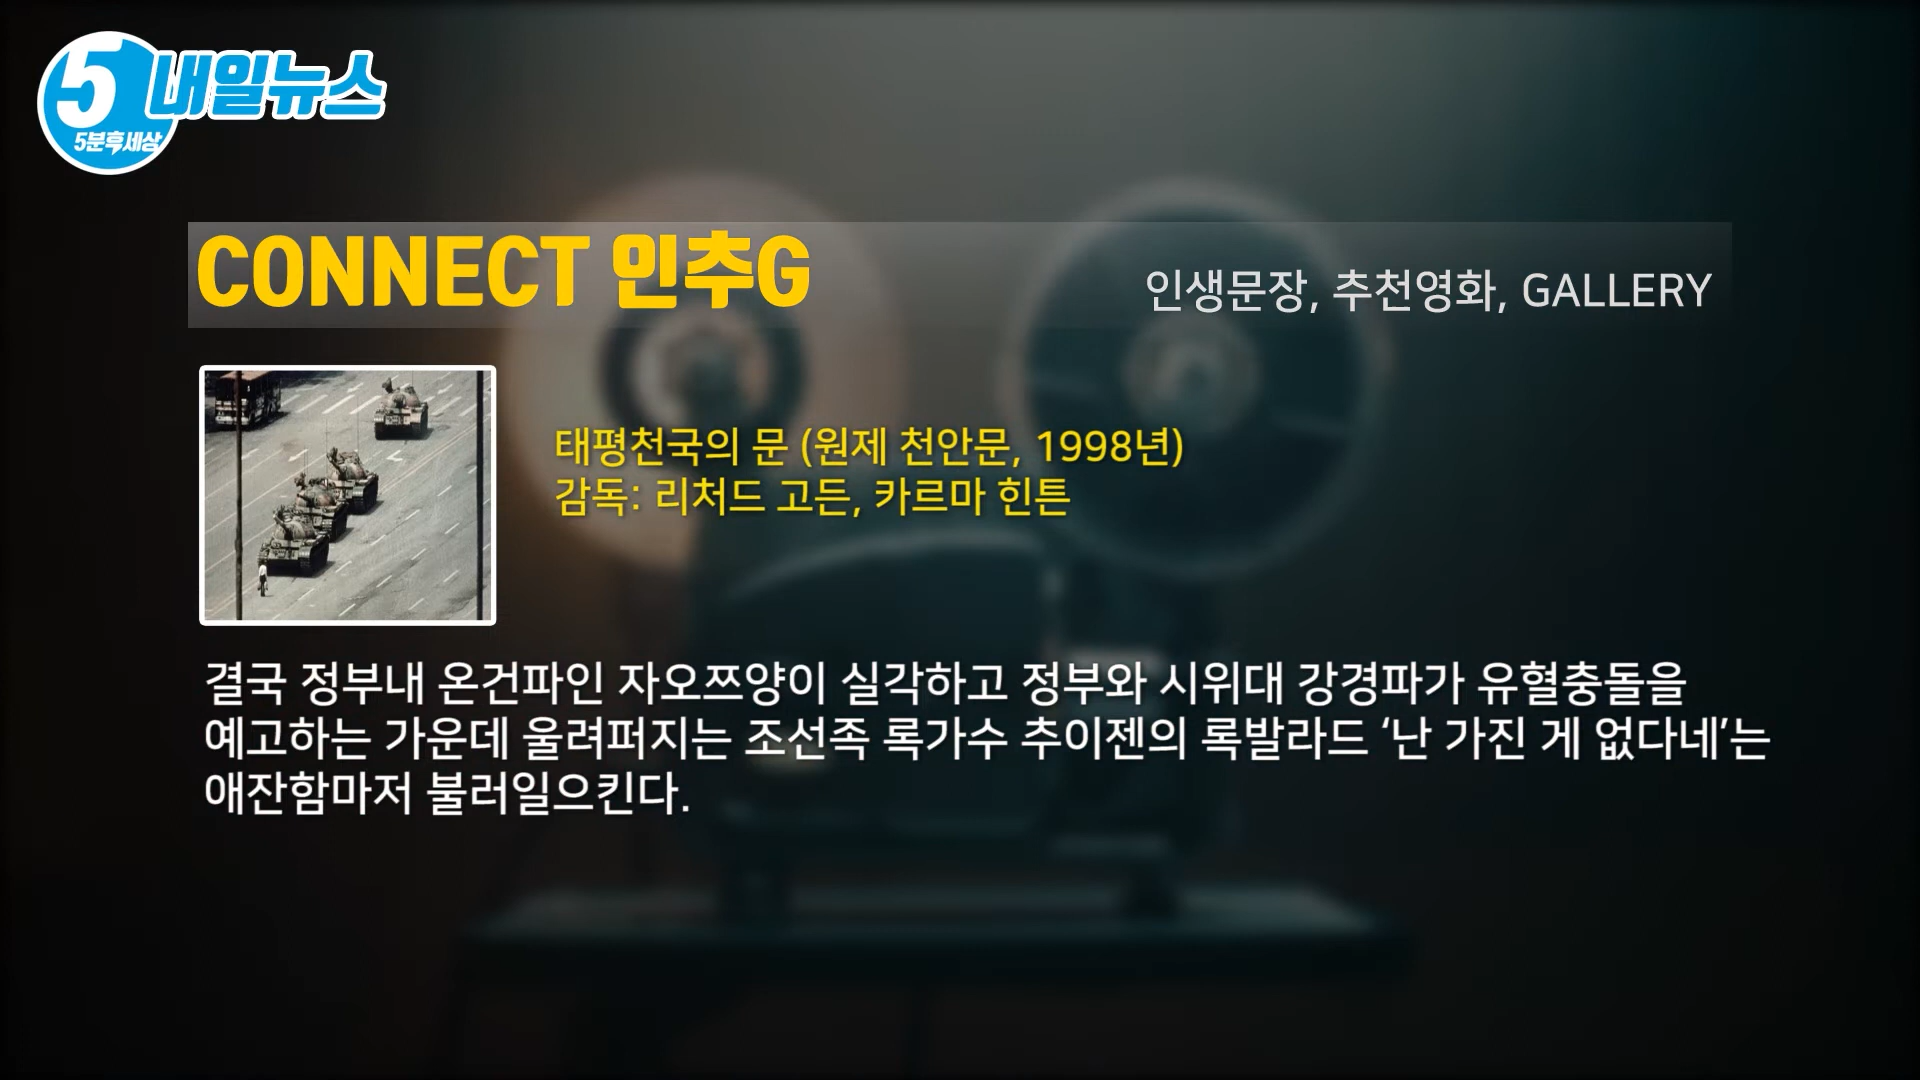 5 내일뉴스
5분후세상
CONNECT 인추G
인생문장, 추천영화, GALLERY
태평천국의 문 (원제 천안문, 1998년)
감독: 리처드 고든, 카르마 힌튼
결국 정부내 온건파인 자오쯔양이 실각하고 정부와 시위대 강경파가 유혈충돌을
예고하는 가운데 울려퍼지는 조선족 록가수 추이젠의 록발라드 ‘난 가진 게 없다네’는
애잔함마저 불러일으킨다.